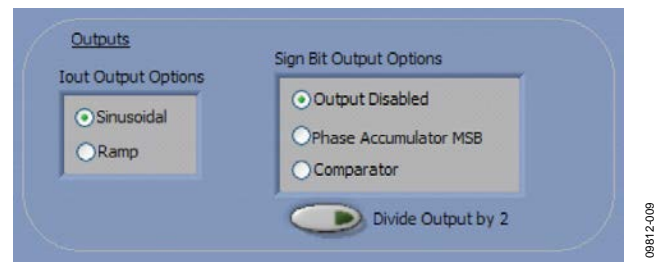 Outputs
Iout Output Options
Sinusoidal
Ramp
Sign Bit Output Options
Output Disabled
Phase Accumulator MSB
Comparator
Divide Output by 2
09812-009